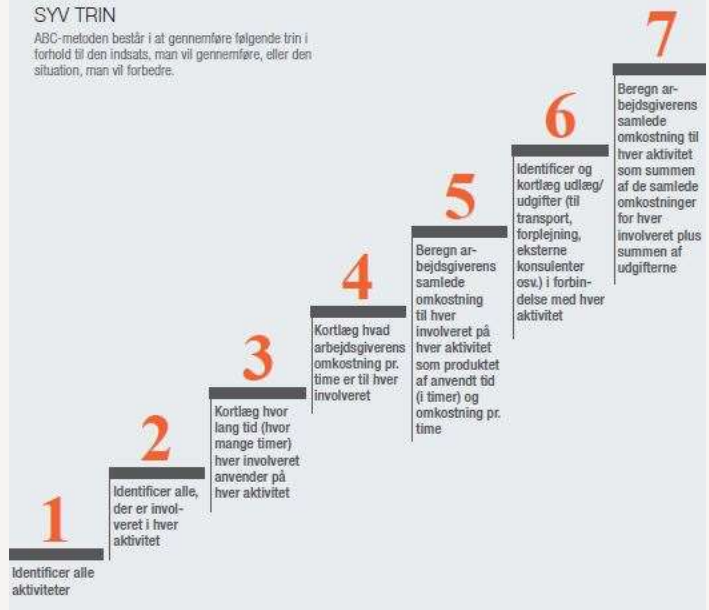 SYV TRIN
ABC-metoden består i at gennemføre følgende trin i
forhold til den indsats, man vil gennemføre, eller den
situation, man vil forbedre.
1
Identificer alle
aktiviteter
2
Identificer alle,
der er invol-
veret i hver
aktivitet
3
Kortlæg hvor
lang tid (hvor
mange timer)
hver involveret
anvender på
hver aktivitet
4
Kortlæg hvad
arbejdsgiverens
omkostning pr.
time er til hver
involveret
5
Beregn ar-
bejdsgiverens
samlede
omkostning
til hver
involveret på
hver aktivitet
som produktet
af anvendt tid
(i timer) og
omkostning pr.
time
6
Identificer og
kortlæg udlæg/
udgifter (til
transport,
forplejning,
eksterne
konsulenter
osv.) i forbin-
delse med hver
aktivitet
7
Beregn ar-
bejdsgiverens
samlede
omkostning til
hver aktivitet
som summen
af de samlede
omkostninger
for hver
involveret plus
summen af
udgifterne